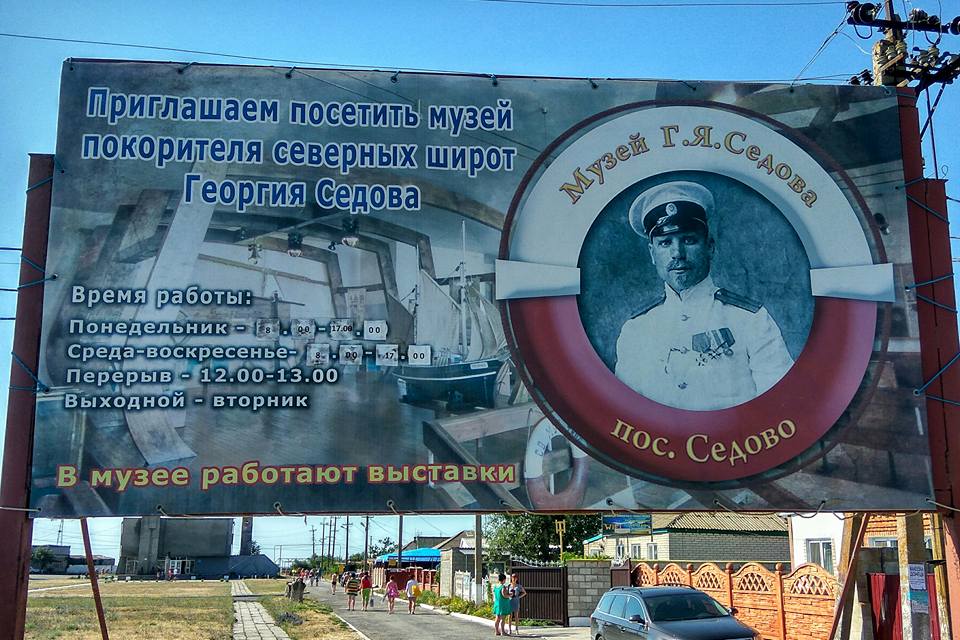 Приглашаем посетить музей
покорителя северных широт
Георгия Седова
Музей Г.Я.Седова
пос. Седово
Время работы:
Понедельник - 8.00-17.00.00
Среда-воскресенье- 8.00-17.00
Перерыв - 12.00-13.00
Выходной - вторник
В музее работают выставки